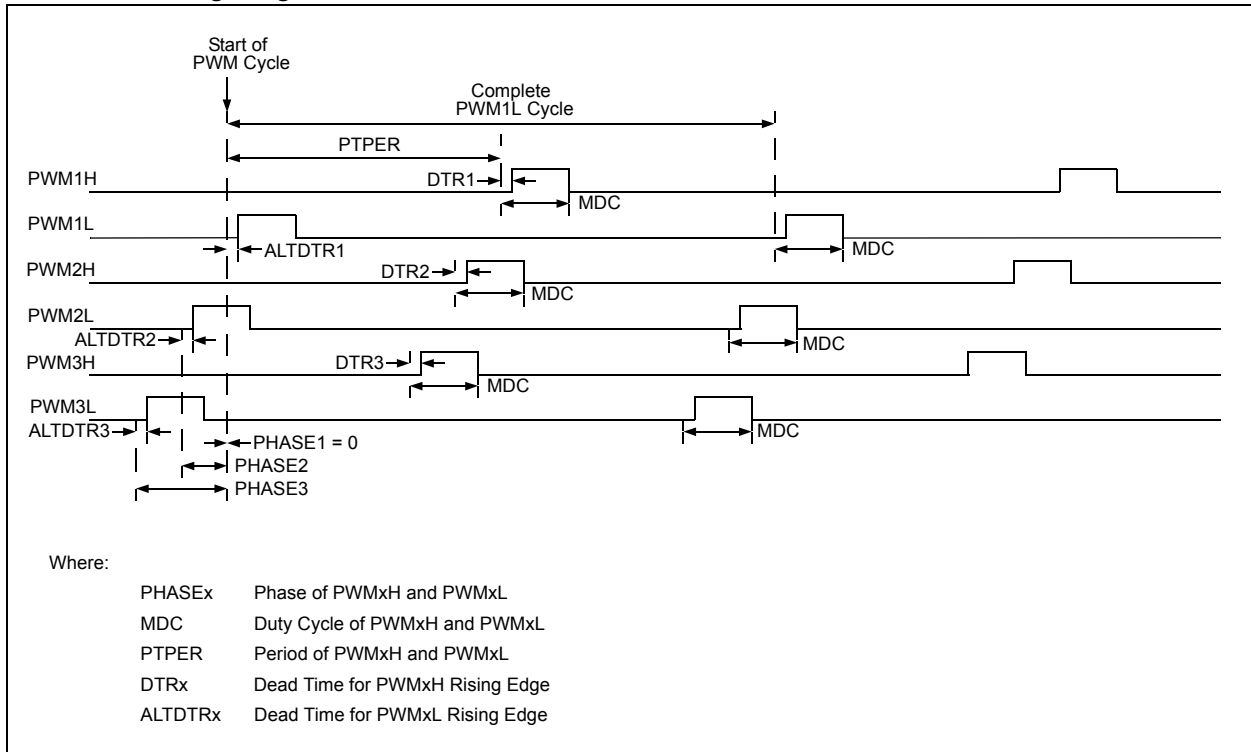 Start of
PWM Cycle
Complete
PWM1L Cycle
PTPER
PWM1H
DTR1
MDC
PWM1L
ALTDTR1
MDC
PWM2H
DTR2
MDC
PWM2L
ALTDTR2
MDC
PWM3H
DTR3
MDC
PWM3L
ALTDTR3
MDC
PHASE1 = 0
PHASE2
PHASE3
Where:
PHASEx Phase of PWMxH and PWMxL
MDC Duty Cycle of PWMxH and PWMxL
PTPER Period of PWMxH and PWMxL
DTRx Dead Time for PWMxH Rising Edge
ALTDTRx Dead Time for PWMxL Rising Edge